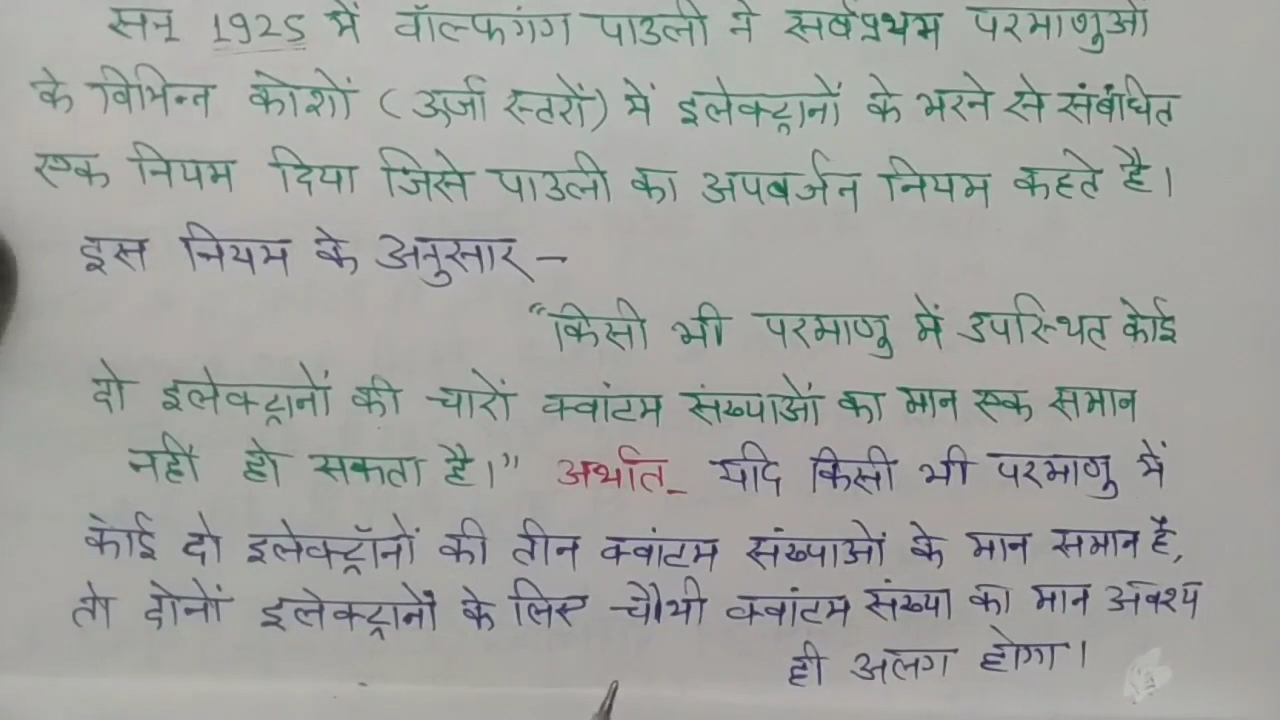 सन् 1925 में वॉल्फगंग पाउली ने सर्वप्रथम परमाणुओं
के विभिन्न कोशों (ऊर्जा स्तरों) में इलेक्ट्रानों के भरने से संबंधित
एक नियम दिया जिसे पाउली का अपवर्जन नियम कहते है।
इस नियम के अनुसार -
"किसी भी परमाणु में उपस्थित कोई
दो इलेक्ट्रानों की चारों क्वांटम संख्याओं का मान एक समान
नहीं हो सकता है।" अर्थात- यदि किसी भी परमाणु में
कोई दो इलेक्ट्रॉनों की तीन क्वांटम संख्याओं के मान समान है,
तो दोनों इलेक्ट्रानों के लिए चौथी क्वांटम संख्या का मान अवश्य
ही अलग होगा।